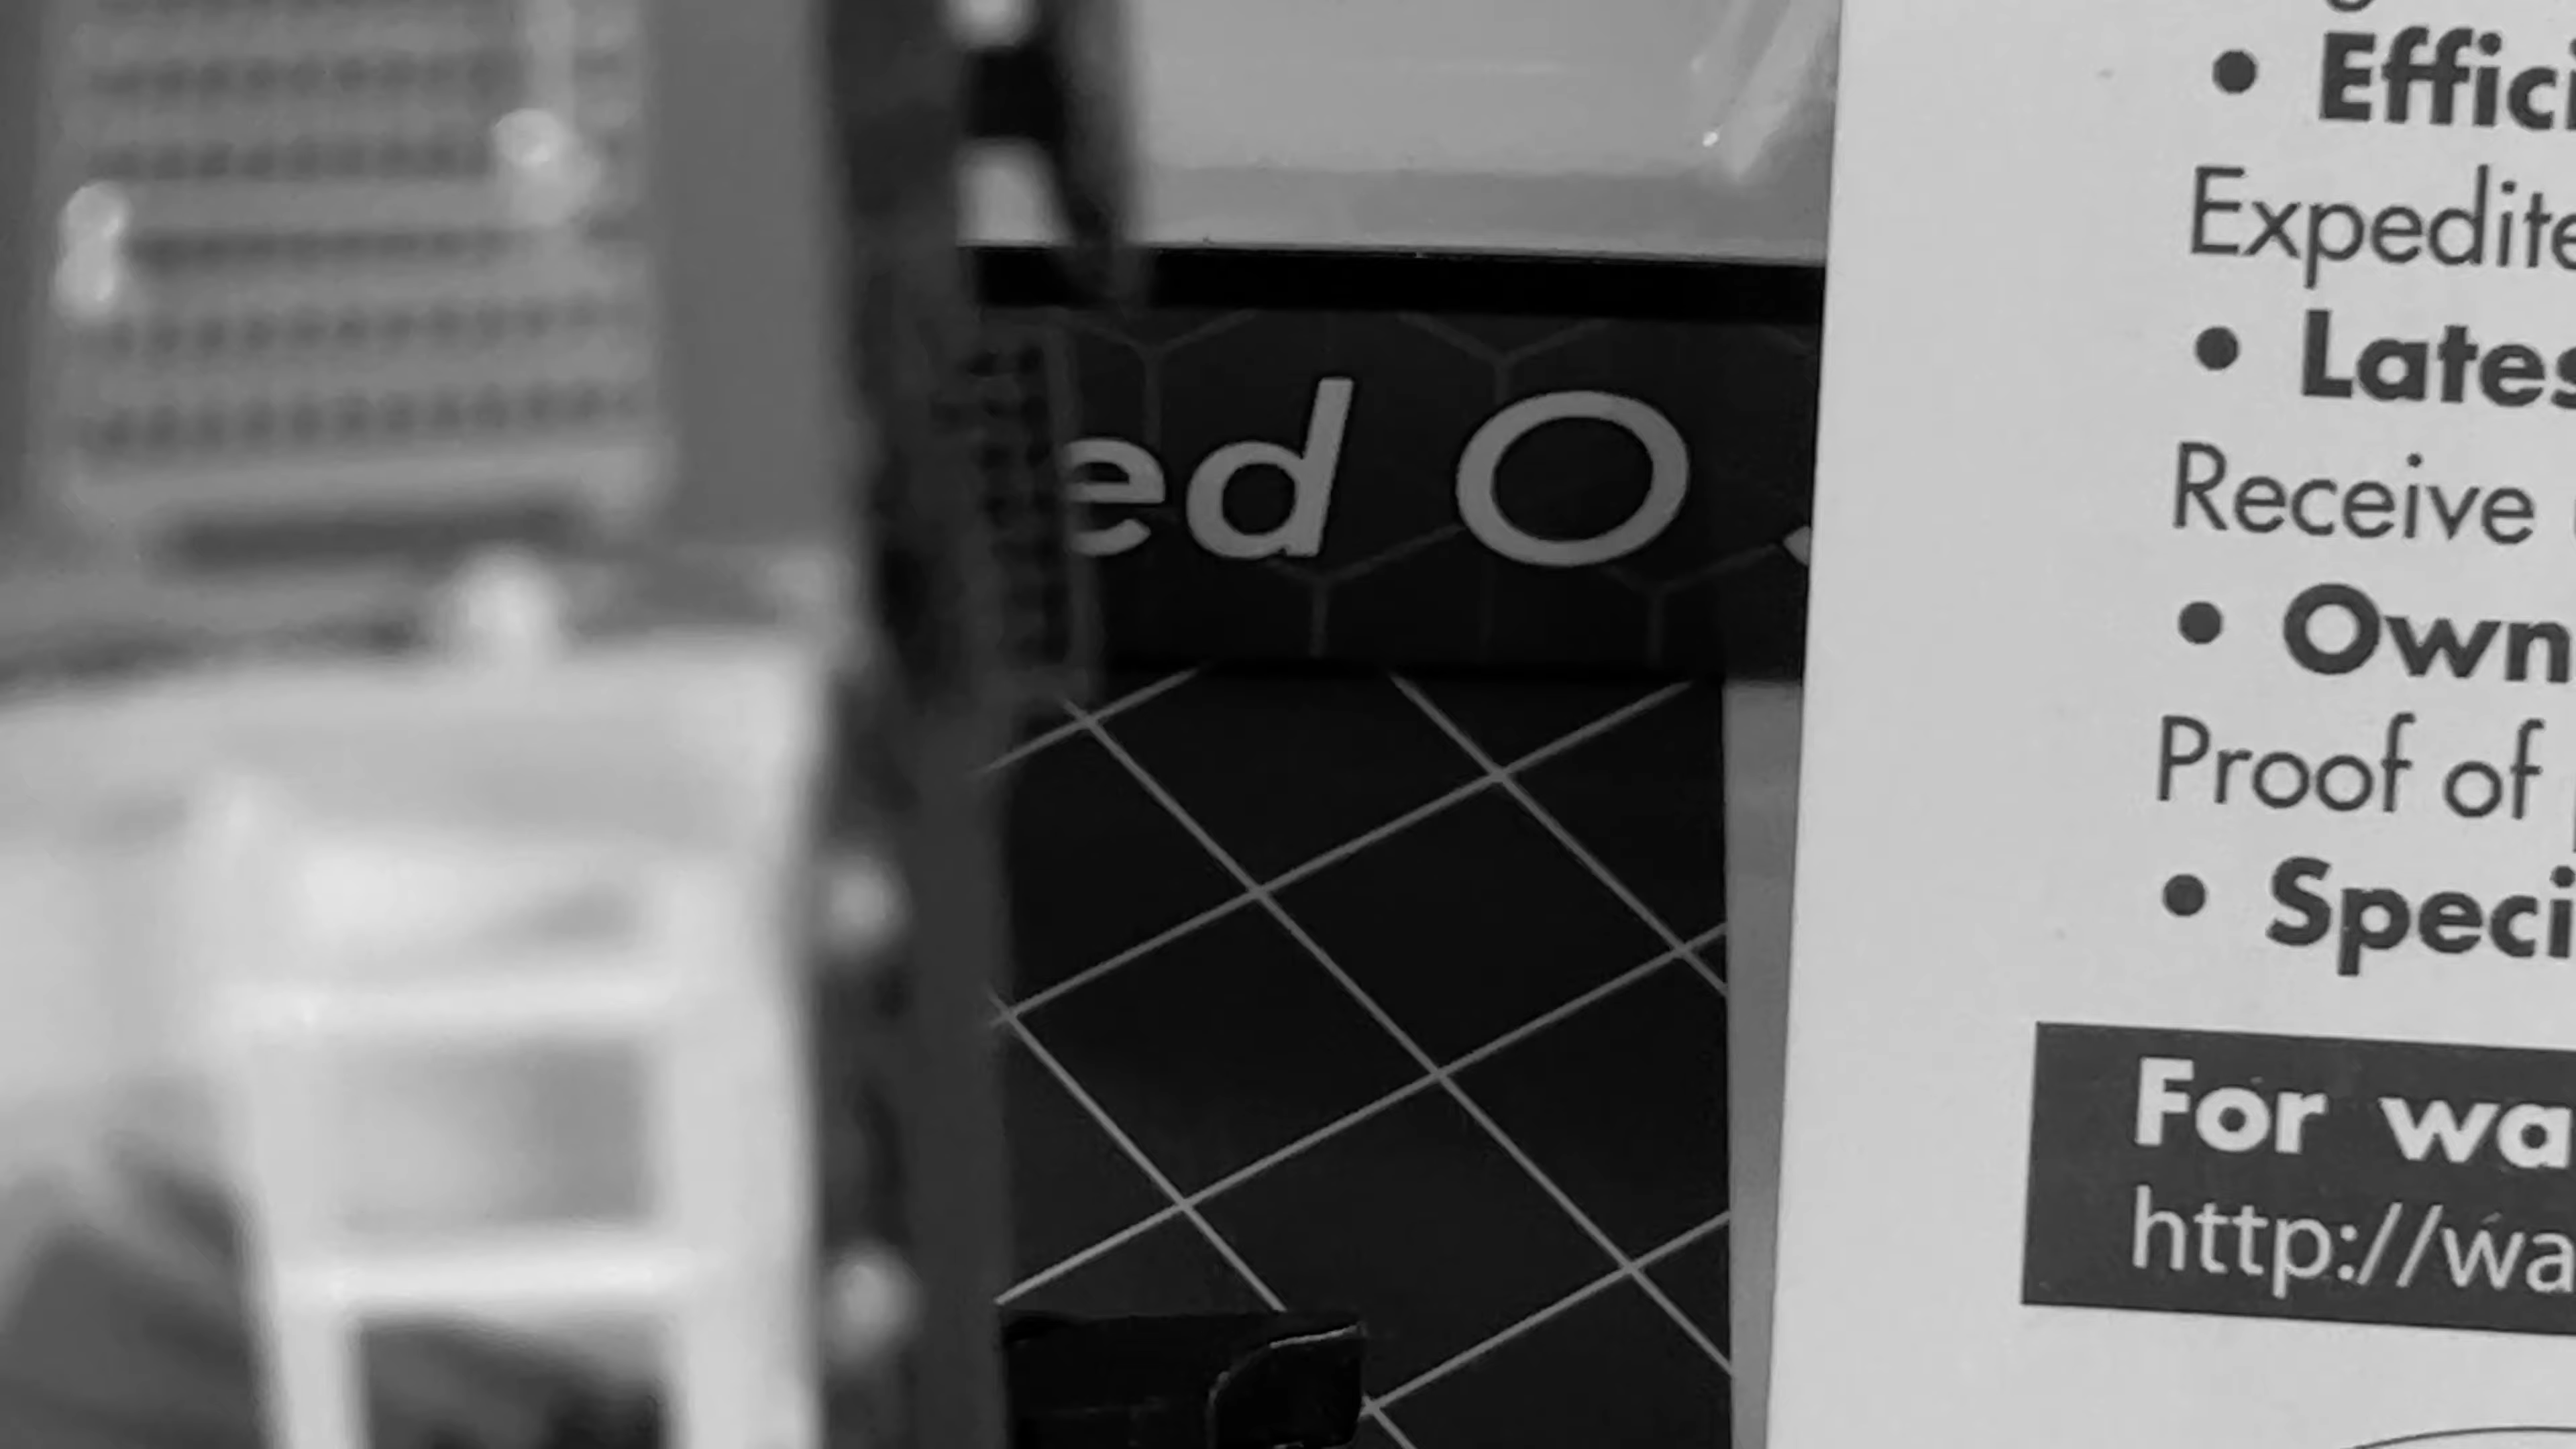 ed O
• Effici
Expedite
• Lates
Receive
• Own
Proof of
• Speci
For wa
http://wa